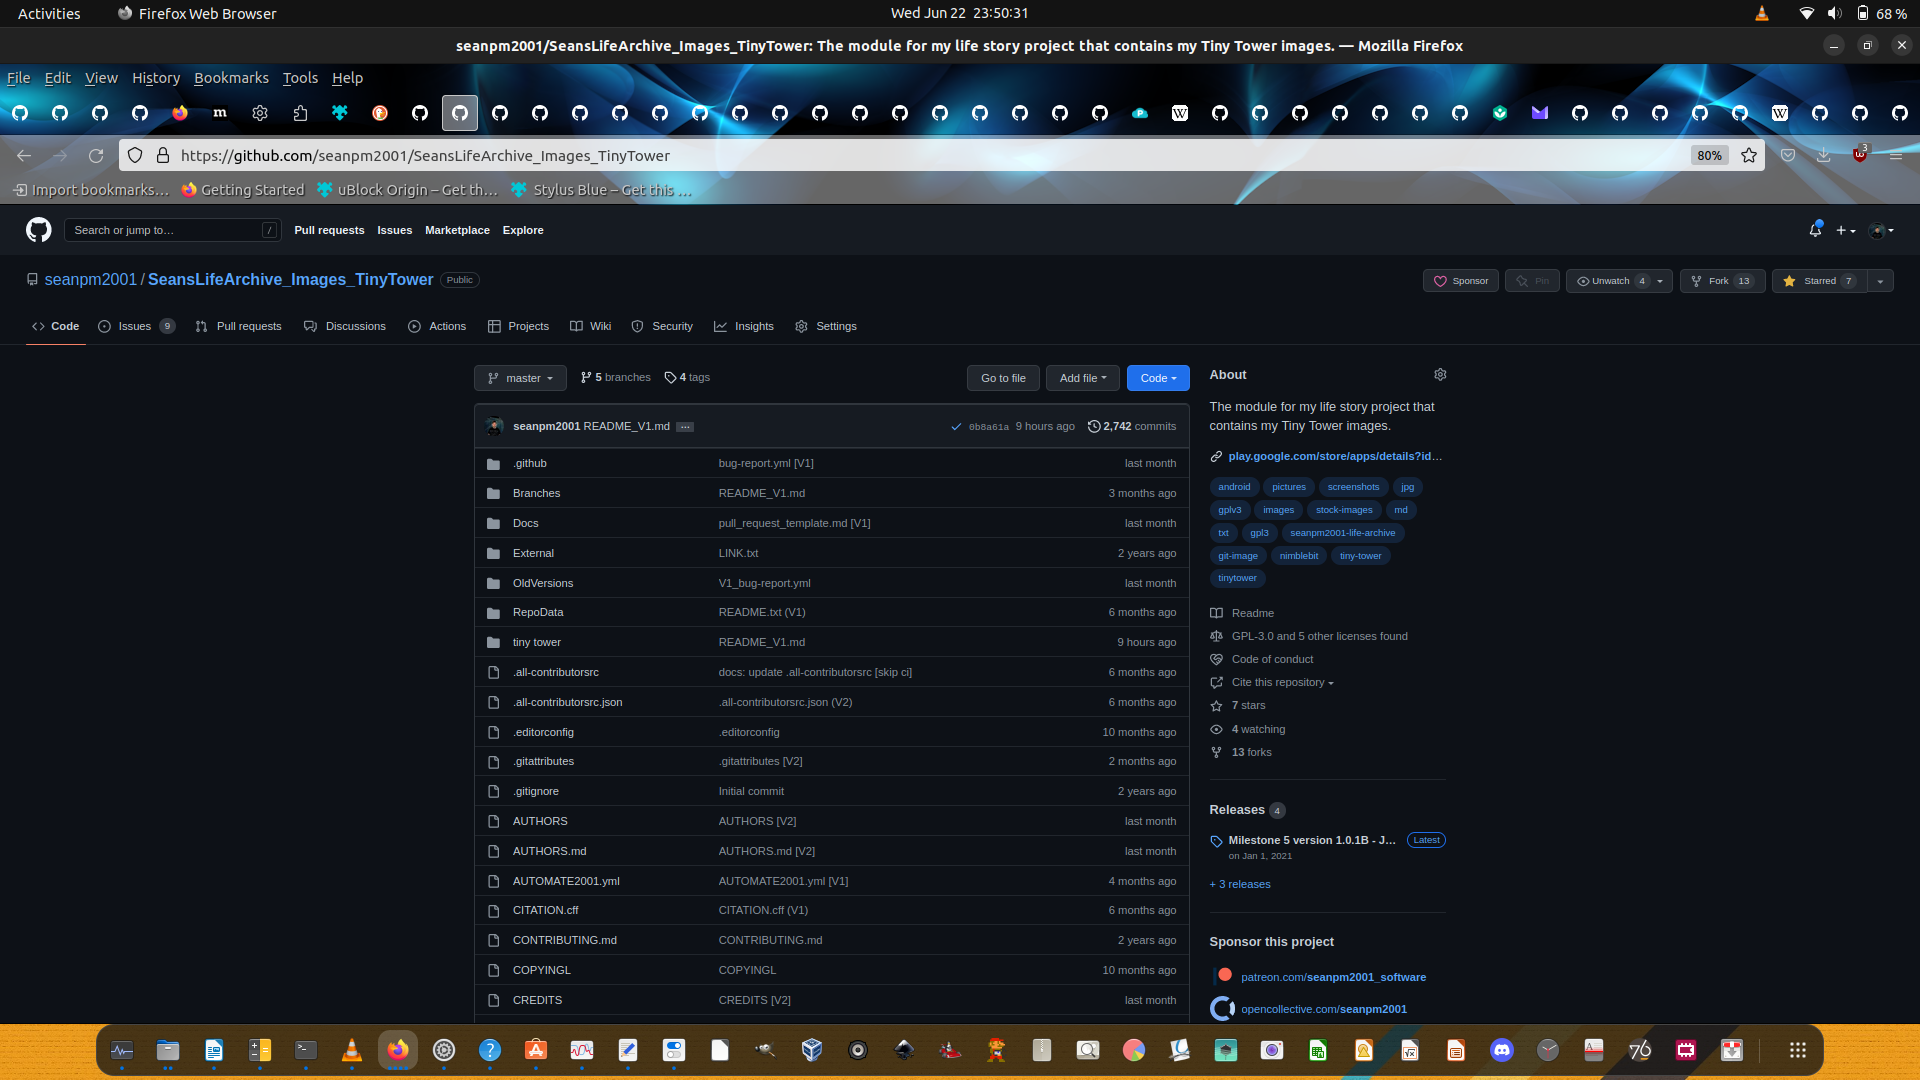 Activities Firefox Web Browser Wed Jun 22 23:50:31 68 %
seanpm2001/SeansLifeArchive_Images_TinyTower: The module for my life story project that contains my Tiny Tower images. — Mozilla Firefox
File Edit View History Bookmarks Tools Help
https://github.com/seanpm2001/SeansLifeArchive_Images_TinyTower 80% 3
Import bookmarks… Getting Started uBlock Origin – Get th… Stylus Blue – Get this …
Search or jump to… / Pull requests Issues Marketplace Explore
seanpm2001 / SeansLifeArchive_Images_TinyTower Public Sponsor Pin Unwatch 4 Fork 13 Starred 7
Code Issues 9 Pull requests Discussions Actions Projects Wiki Security Insights Settings
master 5 branches 4 tags Go to file Add file Code
seanpm2001 README_V1.md … 0b8a61a 9 hours ago 2,742 commits
.github bug-report.yml [V1] last month
Branches README_V1.md 3 months ago
Docs pull_request_template.md [V1] last month
External LINK.txt 2 years ago
OldVersions V1_bug-report.yml last month
RepoData README.txt (V1) 6 months ago
tiny tower README_V1.md 9 hours ago
.all-contributorsrc docs: update .all-contributorsrc [skip ci] 6 months ago
.all-contributorsrc.json .all-contributorsrc.json (V2) 6 months ago
.editorconfig .editorconfig 10 months ago
.gitattributes .gitattributes [V2] 2 months ago
.gitignore Initial commit 2 years ago
AUTHORS AUTHORS [V2] last month
AUTHORS.md AUTHORS.md [V2] last month
AUTOMATE2001.yml AUTOMATE2001.yml [V1] 4 months ago
CITATION.cff CITATION.cff (V1) 6 months ago
CONTRIBUTING.md CONTRIBUTING.md 2 years ago
COPYINGL COPYINGL 10 months ago
CREDITS CREDITS [V2] last month
About
The module for my life story project that
contains my Tiny Tower images.
play.google.com/store/apps/details?id…
android pictures screenshots jpg
gplv3 images stock-images md
txt gpl3 seanpm2001-life-archive
git-image nimblebit tiny-tower
tinytower
Readme
GPL-3.0 and 5 other licenses found
Code of conduct
Cite this repository
7 stars
4 watching
13 forks
Releases 4
Milestone 5 version 1.0.1B - J… Latest
on Jan 1, 2021
+ 3 releases
Sponsor this project
patreon.com/seanpm2001_software
opencollective.com/seanpm2001
76